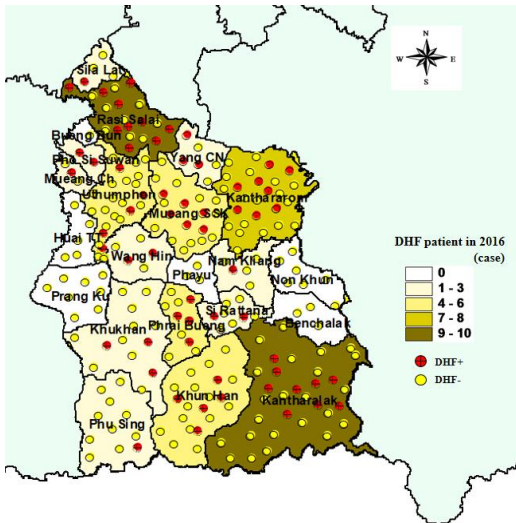 N
W
E
S
Sila Lat
Rasi Salai
Bueng Bun
Pho Si Suwan
Yang CN
Mueang Ch
Uthumphon
Kanthararom
Mueang SSK
Huai TT
Wang Hin
Nam Khang
Phayu
Non Khun
Prang Ku
Si Rattana
Khukhan
Phrai Bueng
Benchalak
Khun Han
Kantharalak
Phu Sing
DHF patient in 2016
(case)
0
1 - 3
4 - 6
7 - 8
9 - 10
DHF+
DHF-